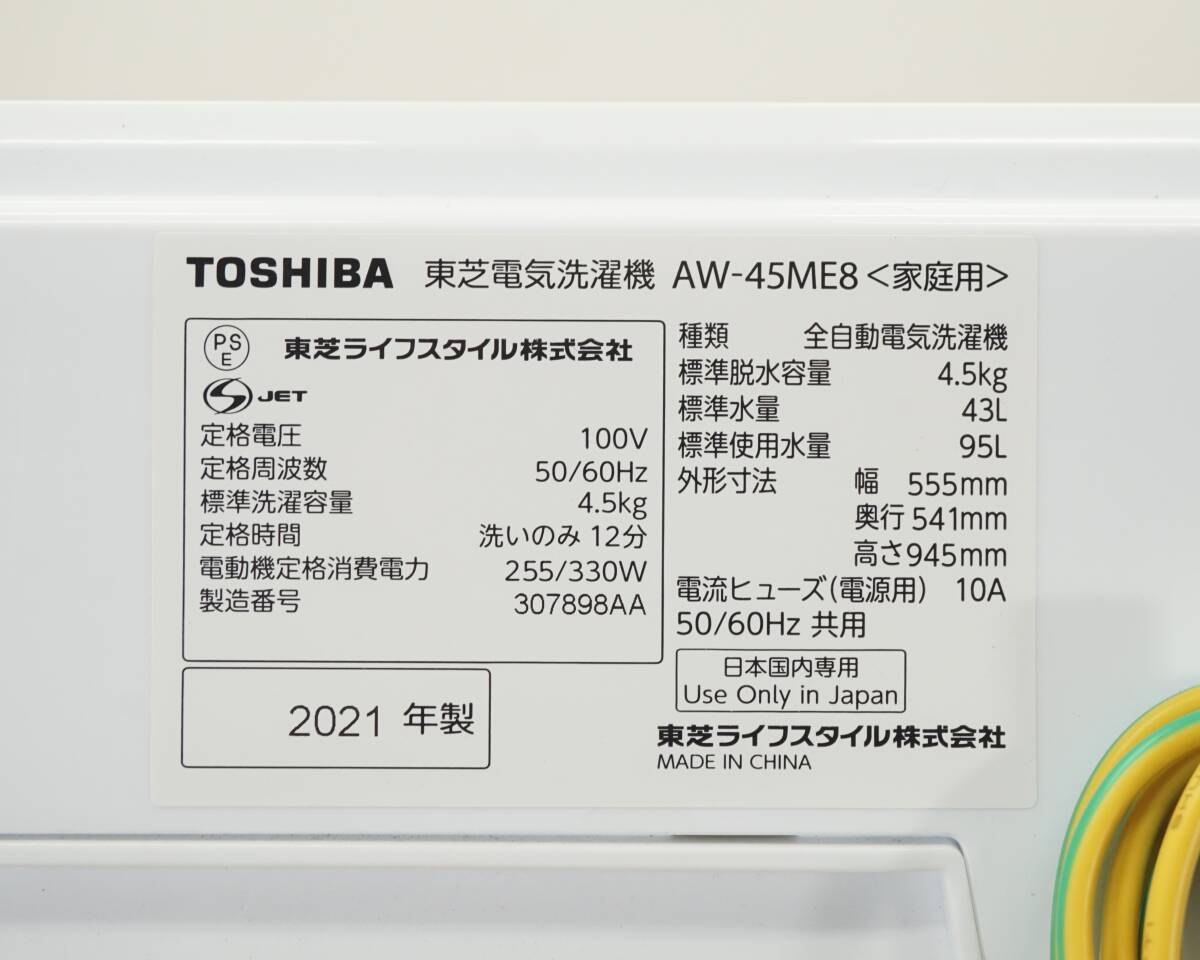 TOSHIBA 東芝電気洗濯機 AW-45ME8<家庭用>
PS
E
東芝ライフスタイル株式会社
JET
定格電圧 100V
定格周波数 50/60Hz
標準洗濯容量 4.5kg
定格時間 洗いのみ 12分
電動機定格消費電力 255/330W
製造番号 307898AA
2021 年製
種類 全自動電気洗濯機
標準脱水容量 4.5kg
標準水量 43L
標準使用水量 95L
外形寸法 幅 555mm
奥行 541mm
高さ 945mm
電流ヒューズ(電源用) 10A
50/60Hz 共用
日本国内専用
Use Only in Japan
東芝ライフスタイル株式会社
MADE IN CHINA